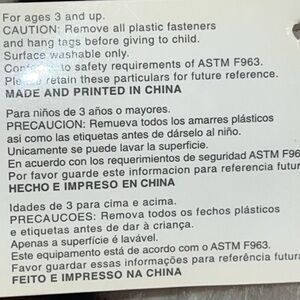 For ages 3 and up.
CAUTION: Remove all plastic fasteners
and hang tags before giving to child.
Surface washable only.
to safety requirements of ASTM F963.
retain these particulars for future reference.
MADE AND PRINTED IN CHINA
Para niños de 3 años o mayores.
PRECAUCION: Remueva todos los amarres plásticos
asi como las etiquetas antes de dárselo al niño.
Unicamente se puede lavar la superficie.
En acuerdo con los requerimientos de seguridad ASTM F96
Por favor guarde este informacion para referencia futur
HECHO E IMPRESO EN CHINA
Idades de 3 para cima e acima.
PRECAUCOES: Remova todos os fechos plásticos
e etiquetas antes de dar à criança.
Apenas a superfície é lavável.
Este equipamento está de acordo com o ASTM F963.
Favor guardar essas informações para referência futura
FEITO E IMPRESSO NA CHINA